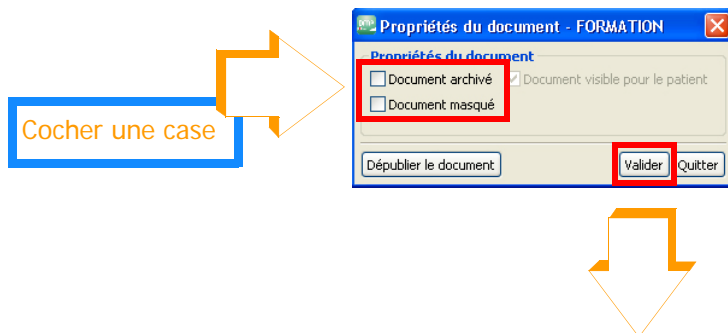 Propriétés du document - FORMATION
Propriétés du document
Document archivé Document visible pour le patient
Document masqué
Cocher une case
Dépublier le document Valider Quitter